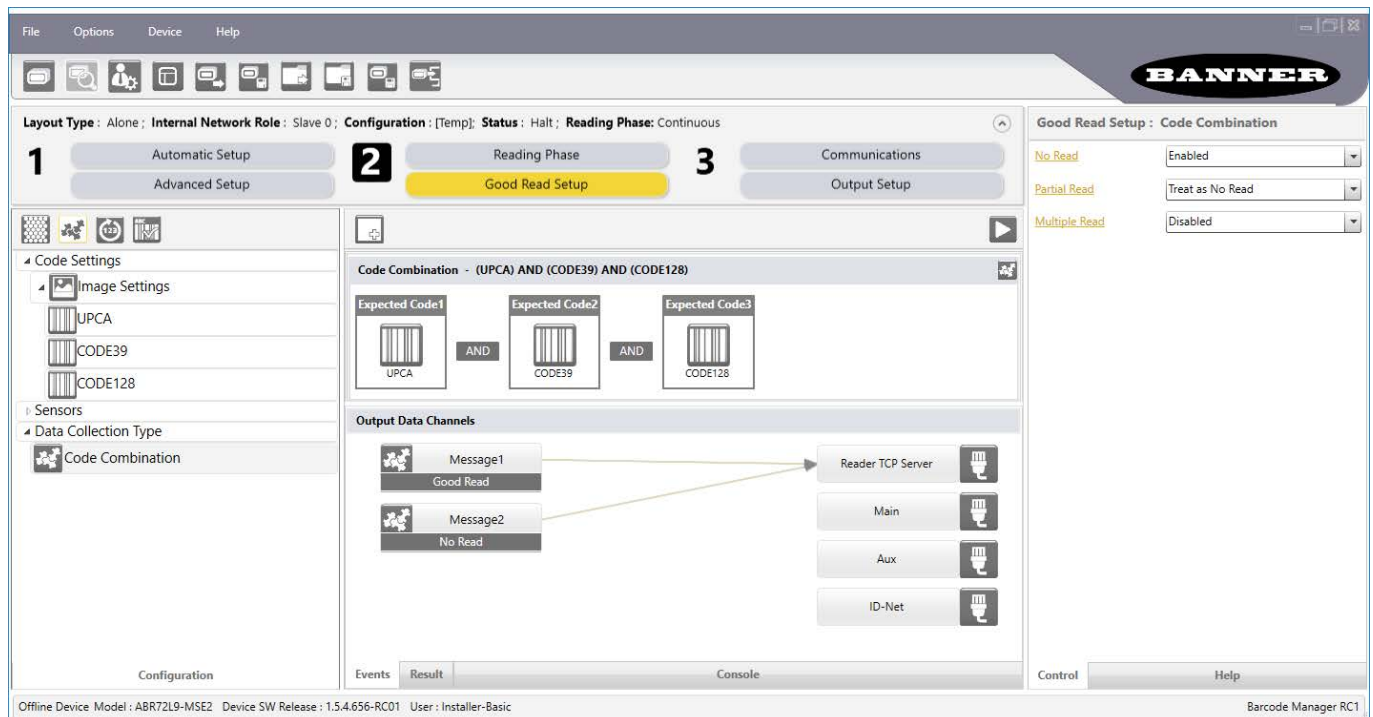 File Options Device Help
BANNER
Layout Type : Alone ; Internal Network Role : Slave 0 ; Configuration : [Temp]; Status : Halt ; Reading Phase: Continuous
1
Automatic Setup
Advanced Setup
2
Reading Phase
Good Read Setup
3
Communications
Output Setup
Code Settings
Image Settings
UPCA
CODE39
CODE128
Sensors
Data Collection Type
Code Combination
Configuration
Code Combination - (UPCA) AND (CODE39) AND (CODE128)
Expected Code1
UPCA
AND
Expected Code2
CODE39
AND
Expected Code3
CODE128
Output Data Channels
Message1
Good Read
Message2
No Read
Reader TCP Server
Main
Aux
ID-Net
Events Result Console
Good Read Setup : Code Combination
No Read Enabled
Partial Read Treat as No Read
Multiple Read Disabled
Control Help
Offline Device Model : ABR72L9-MSE2 Device SW Release : 1.5.4.656-RC01 User : Installer-Basic
Barcode Manager RC1